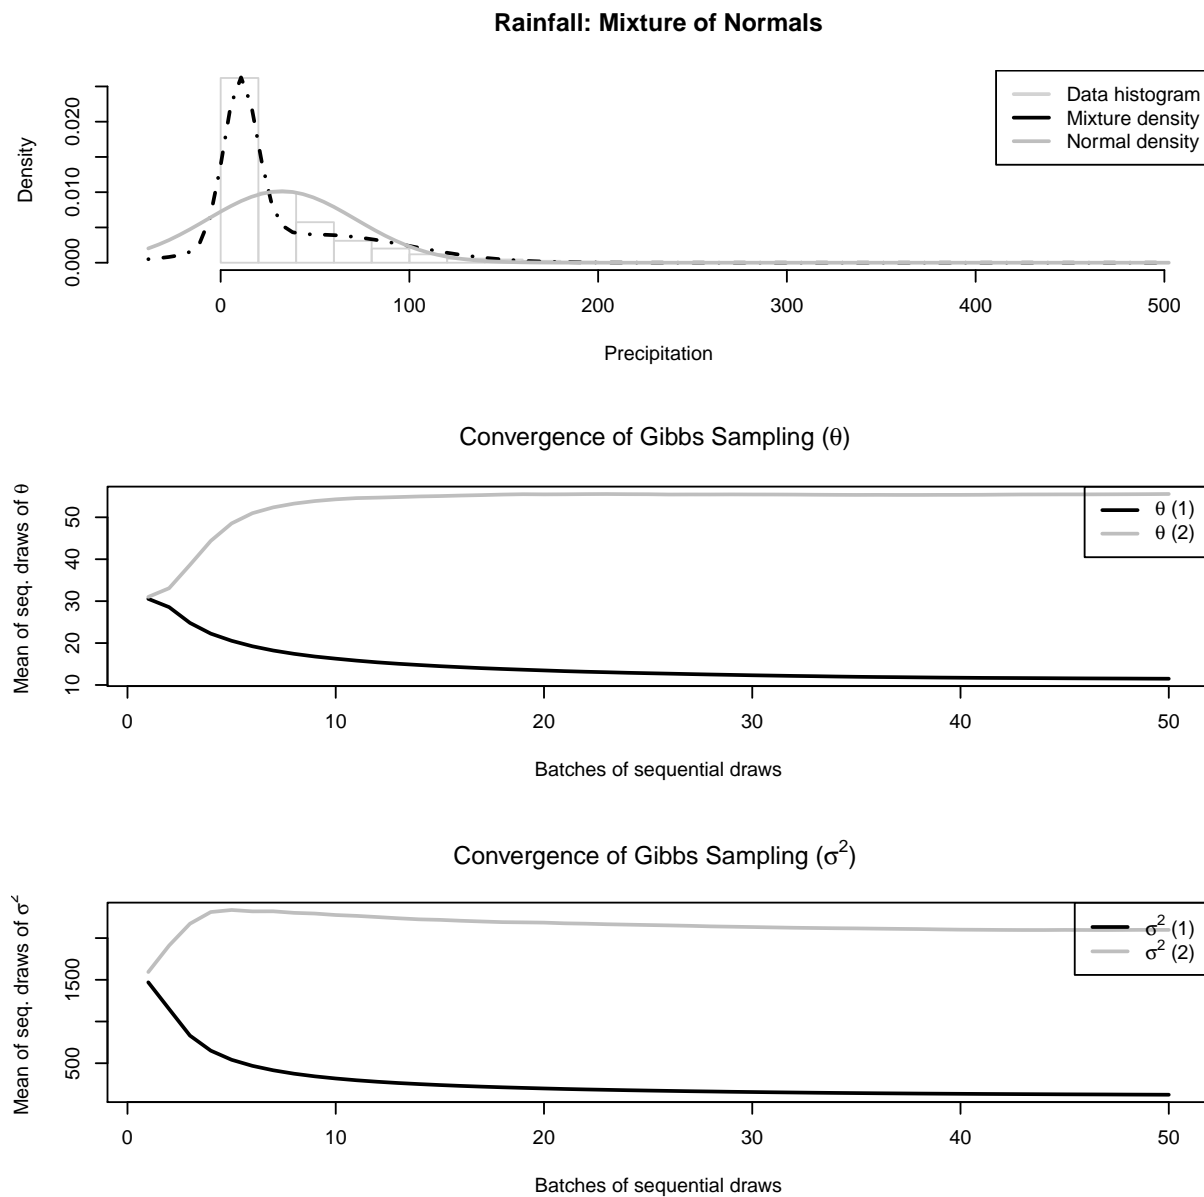 Rainfall: Mixture of Normals
Density
0.000
0.010
0.020
Data histogram
Mixture density
Normal density
0 100 200 300 400 500
Precipitation
Convergence of Gibbs Sampling (θ)
Mean of seq. draws of θ
10 20 30 40 50
θ (1)
θ (2)
0 10 20 30 40 50
Batches of sequential draws
Convergence of Gibbs Sampling (σ²)
Mean of seq. draws of σ²
500 1500
σ² (1)
σ² (2)
0 10 20 30 40 50
Batches of sequential draws